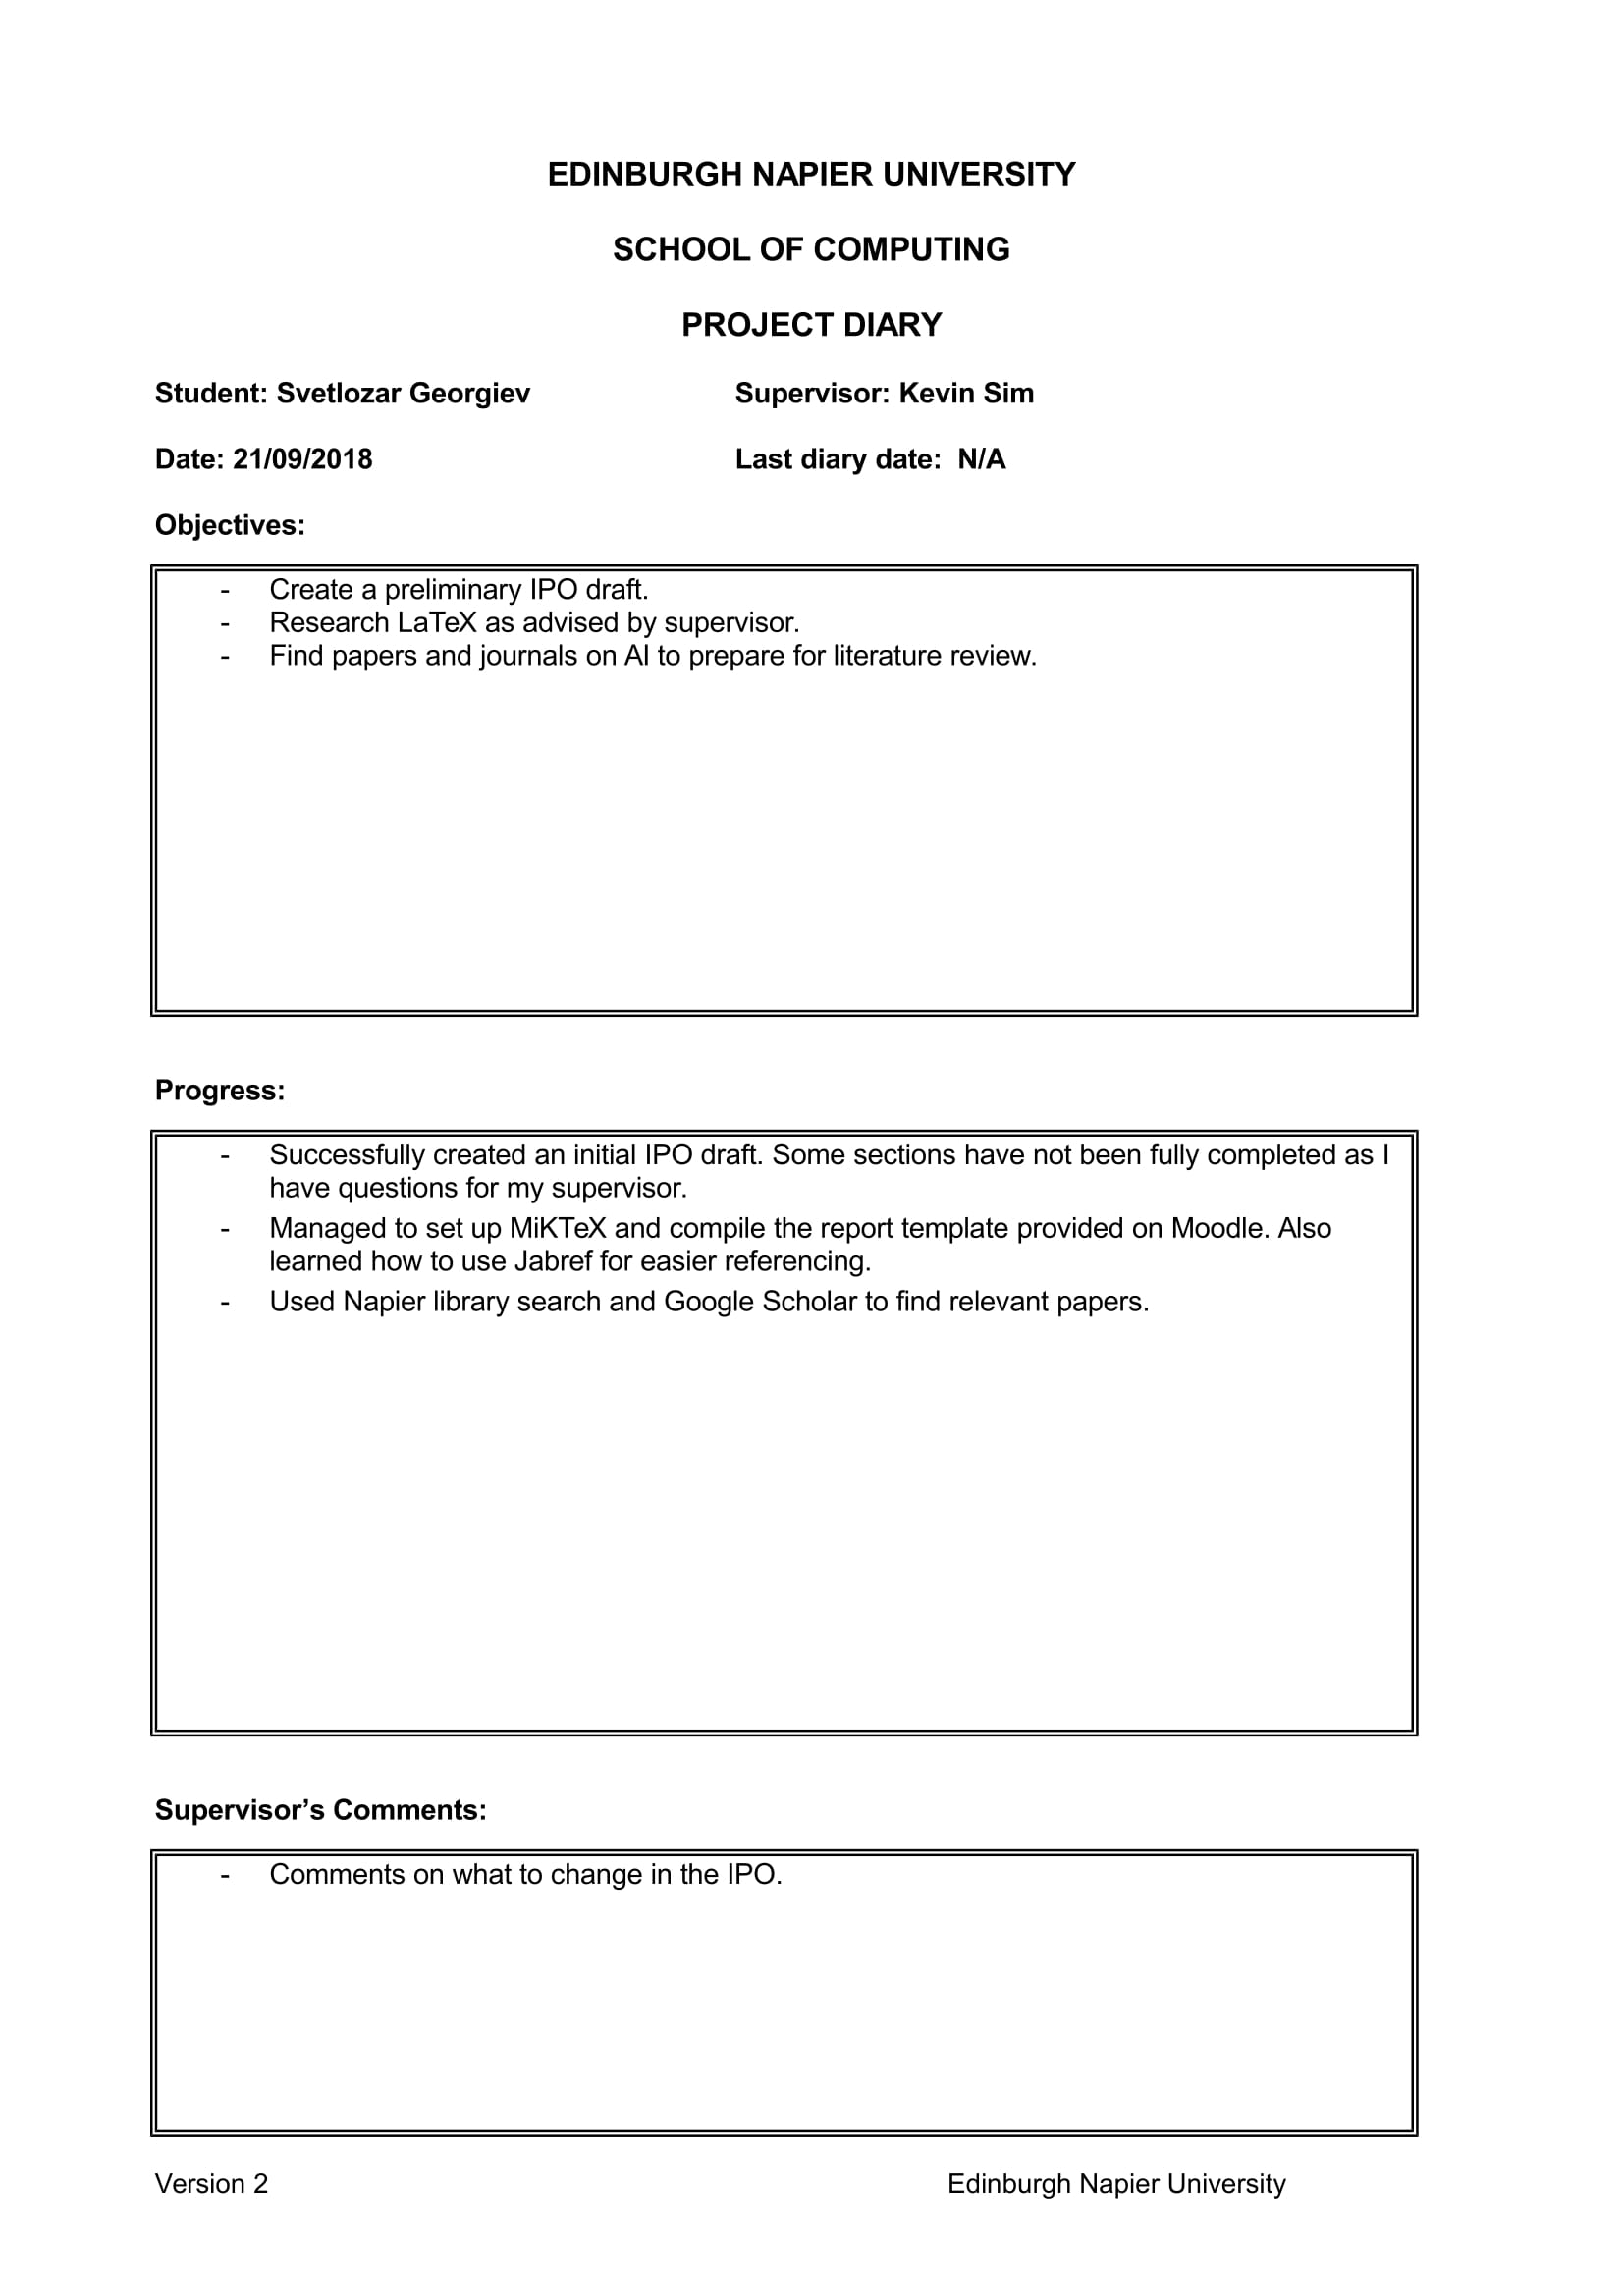 EDINBURGH NAPIER UNIVERSITY
SCHOOL OF COMPUTING
PROJECT DIARY
Student: Svetlozar Georgiev Supervisor: Kevin Sim
Date: 21/09/2018 Last diary date: N/A
Objectives:
- Create a preliminary IPO draft.
- Research LaTeX as advised by supervisor.
- Find papers and journals on AI to prepare for literature review.
Progress:
- Successfully created an initial IPO draft. Some sections have not been fully completed as I
have questions for my supervisor.
- Managed to set up MiKTeX and compile the report template provided on Moodle. Also
learned how to use Jabref for easier referencing.
- Used Napier library search and Google Scholar to find relevant papers.
Supervisor’s Comments:
- Comments on what to change in the IPO.
Version 2 Edinburgh Napier University